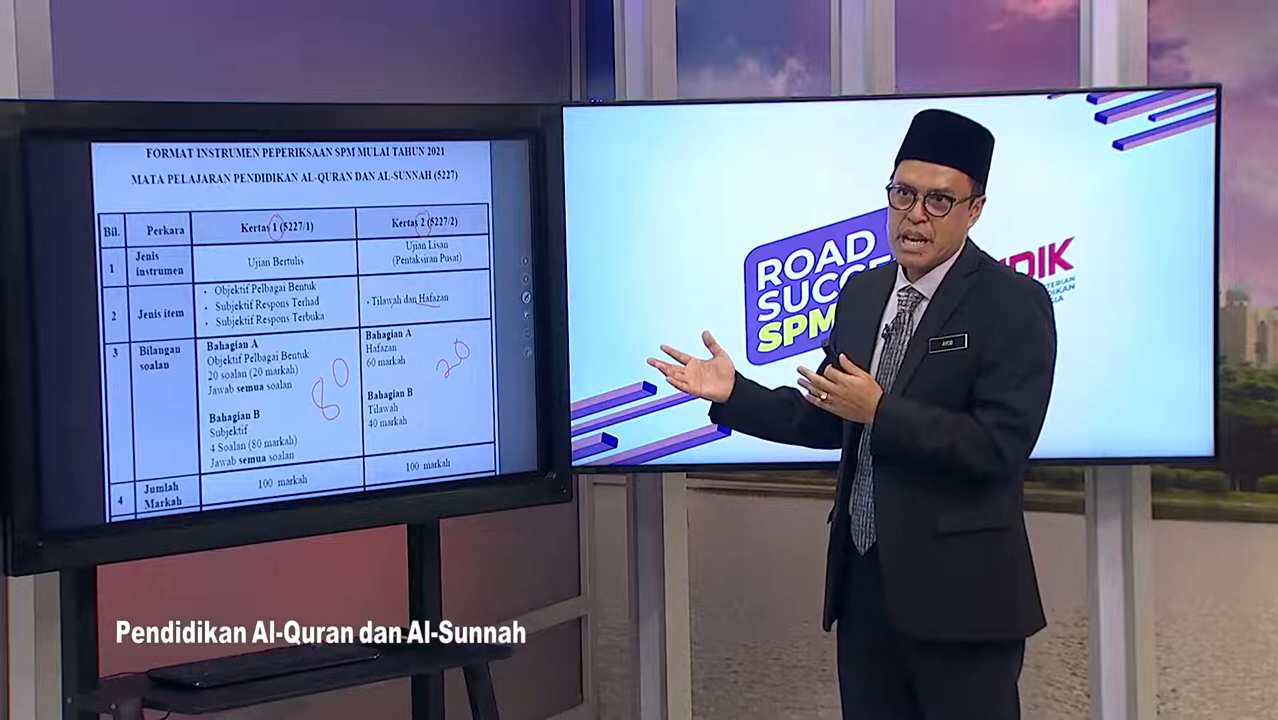 FORMAT INSTRUMEN PEPERIKSAAN SPM MULAI TAHUN 2021
MATA PELAJARAN PENDIDIKAN AL-QURAN DAN AL-SUNNAH (5227)
Bil.
Perkara
Kertas 1 (5227/1)
Kertas 2 (5227/2)
1
Jenis
instrumen
Ujian Bertulis
Ujian Lisan
(Pentaksiran Pusat)
2
Jenis item
· Objektif Pelbagai Bentuk
· Subjektif Respons Terhad
· Subjektif Respons Terbuka
· Tilawah dan Hafazan
3
Bilangan
soalan
Bahagian A
Objektif Pelbagai Bentuk
20 soalan (20 markah)
Jawab semua soalan
80
Bahagian B
Subjektif
4 Soalan (80 markah)
Jawab semua soalan
Bahagian A
Hafazan
60 markah
20
Bahagian B
Tilawah
40 markah
4
Jumlah
Markah
100 markah
100 markah
ROAD
SUCCE
SPM
DIK
TERIAN
DIKAN
SIA
AYOB
Pendidikan Al-Quran dan Al-Sunnah